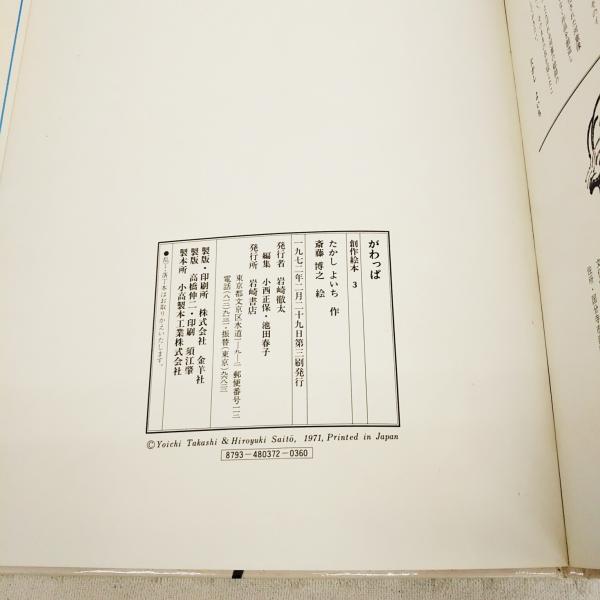 がわっぱ
創作絵本 3
たかし よいち 作
斎藤 博之 絵
一九七二年二月二十九日第三刷発行
発行者 岩崎徹太
編集 小西正保・池田春子
発行所 岩崎書店
東京都文京区水道一ー九ー二 郵便番号一一二
製版・印刷所 株式会社 金羊社
製版 高橋伸二・印刷 須江肇
製本所 小高製本工業株式会社
●乱丁・落丁本はお取りかえいたします。
©Yoichi Takashi & Hiroyuki Saitō, 1971, Printed in Japan
8793-480372-0360